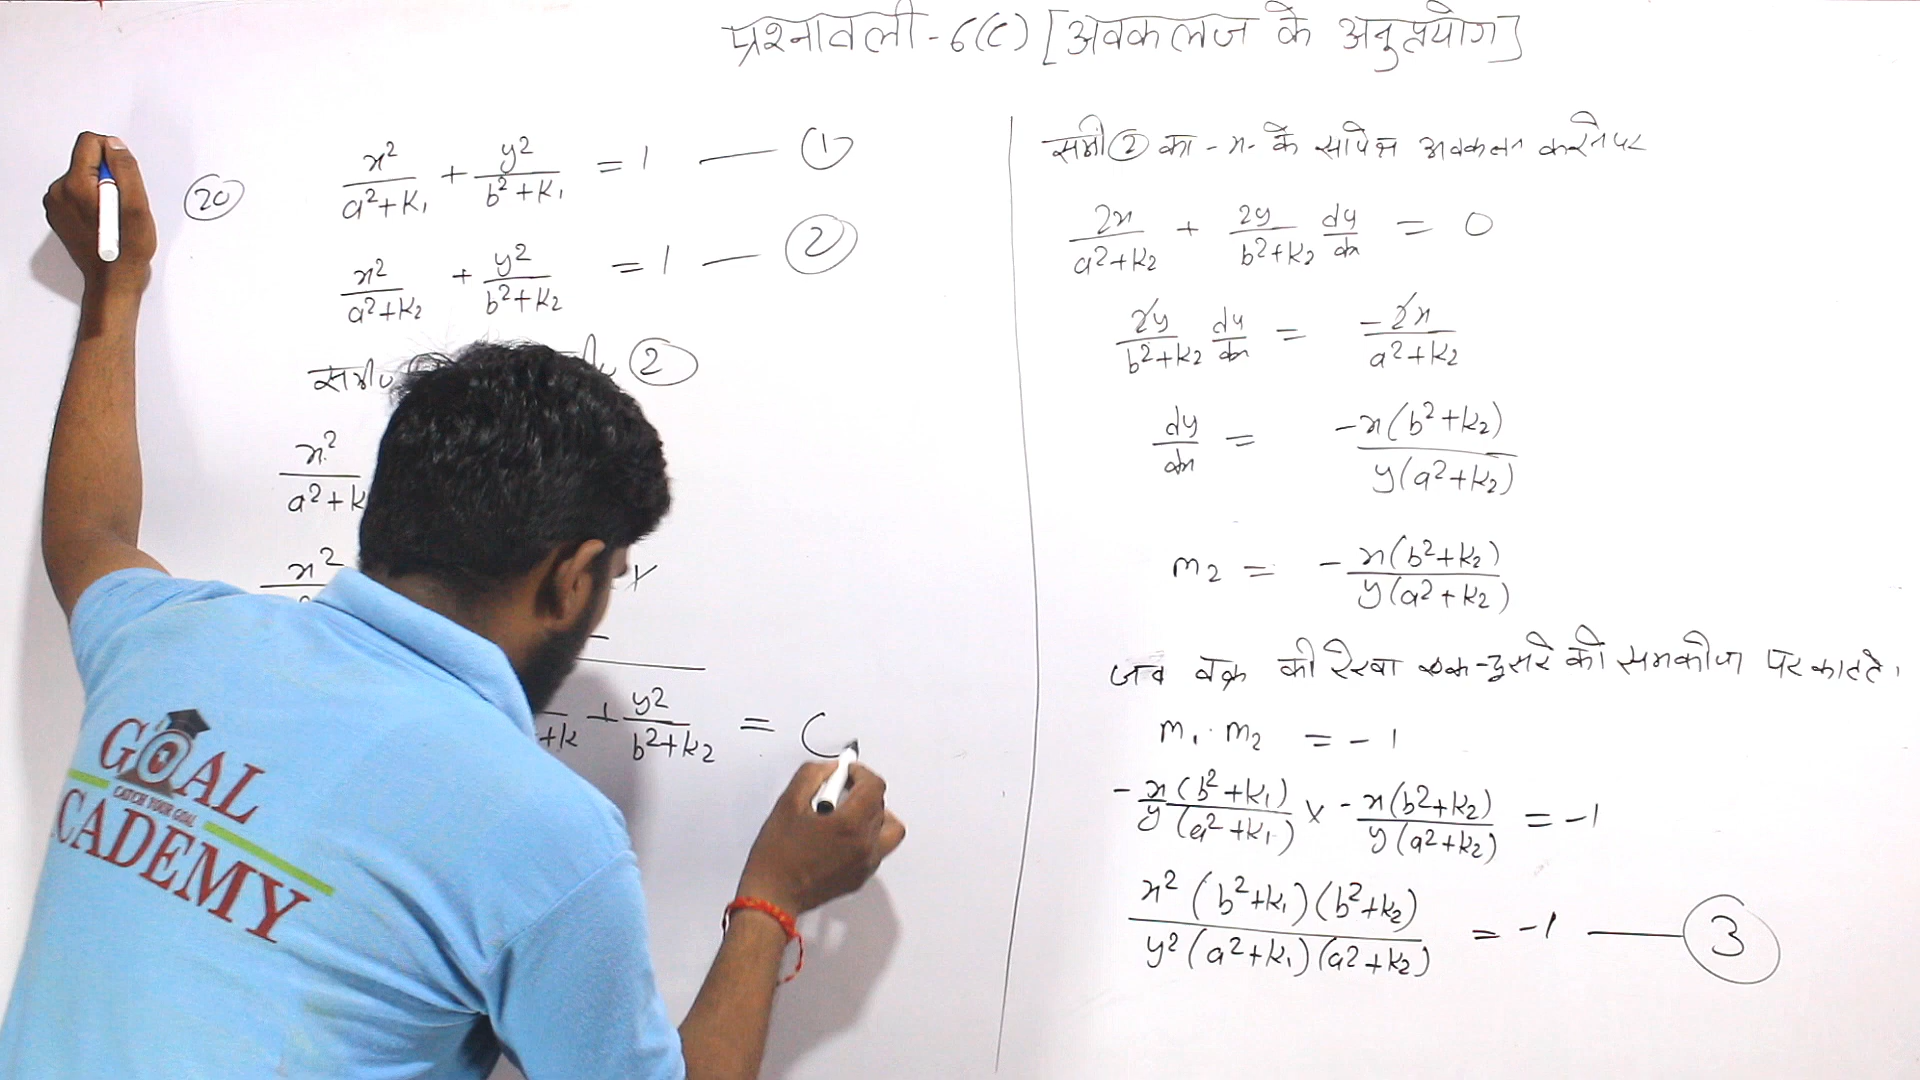 प्रश्नावली-6(c) [अवकलज के अनुप्रयोग]
20 x²/(a²+k₁) + y²/(b²+k₁) = 1 — 1
x²/(a²+k₂) + y²/(b²+k₂) = 1 — 2
समी० 2
x²/(a²+k
x²
+k + y²/(b²+k₂) =
GOAL
CATCH YOUR GOAL
CADEMY
समी 2 का -x- के सापेक्ष अवकलन करने पर
2x/(a²+k₂) + 2y/(b²+k₂) dy/dx = 0
2y/(b²+k₂) dy/dx = -2x/(a²+k₂)
dy/dx = -x(b²+k₂)/y(a²+k₂)
m₂ = -x(b²+k₂)/y(a²+k₂)
जब वक्र की रेखा एक-दुसरे को समकोण पर काटते।
m₁·m₂ = -1
-x(b²+k₁)/y(a²+k₁) × -x(b²+k₂)/y(a²+k₂) = -1
x²(b²+k₁)(b²+k₂)/y²(a²+k₁)(a²+k₂) = -1 — 3